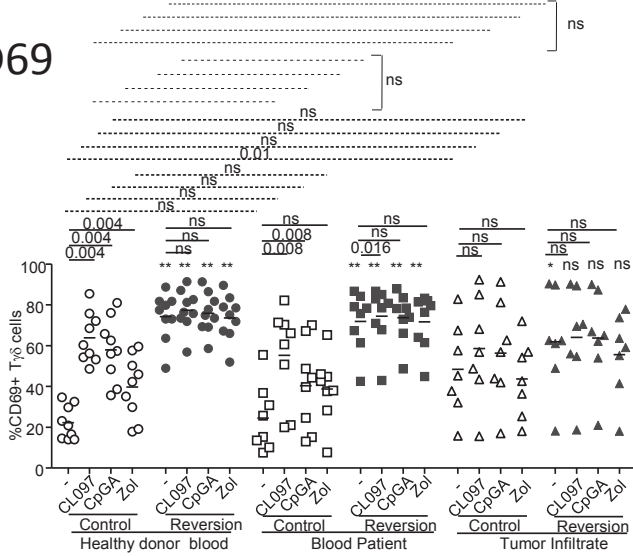 ns
D69
ns
ns
ns
ns
0.01
ns
ns
ns
ns
0.004 ns ns ns ns ns
0.004 ns 0.008 ns ns ns
0.004 ns 0.008 0.016 ns ns
** ** ** ** ** ** ** ** * ns ns ns
%CD69+ Tγδ cells
100
80
60
40
20
0
- CL097 CpGA Zol - CL097 CpGA Zol - CL097 CpGA Zol - CL097 CpGA Zol - CL097 CpGA Zol - CL097 CpGA Zol
Control Reversion Control Reversion Control Reversion
Healthy donor blood Blood Patient Tumor Infiltrate